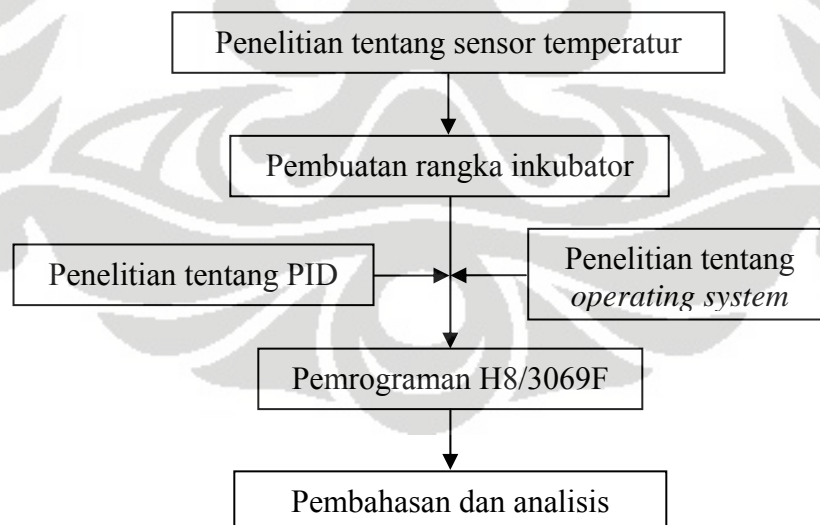 Penelitian tentang sensor temperatur
Pembuatan rangka inkubator
Penelitian tentang PID
Penelitian tentang
operating system
Pemrograman H8/3069F
Pembahasan dan analisis